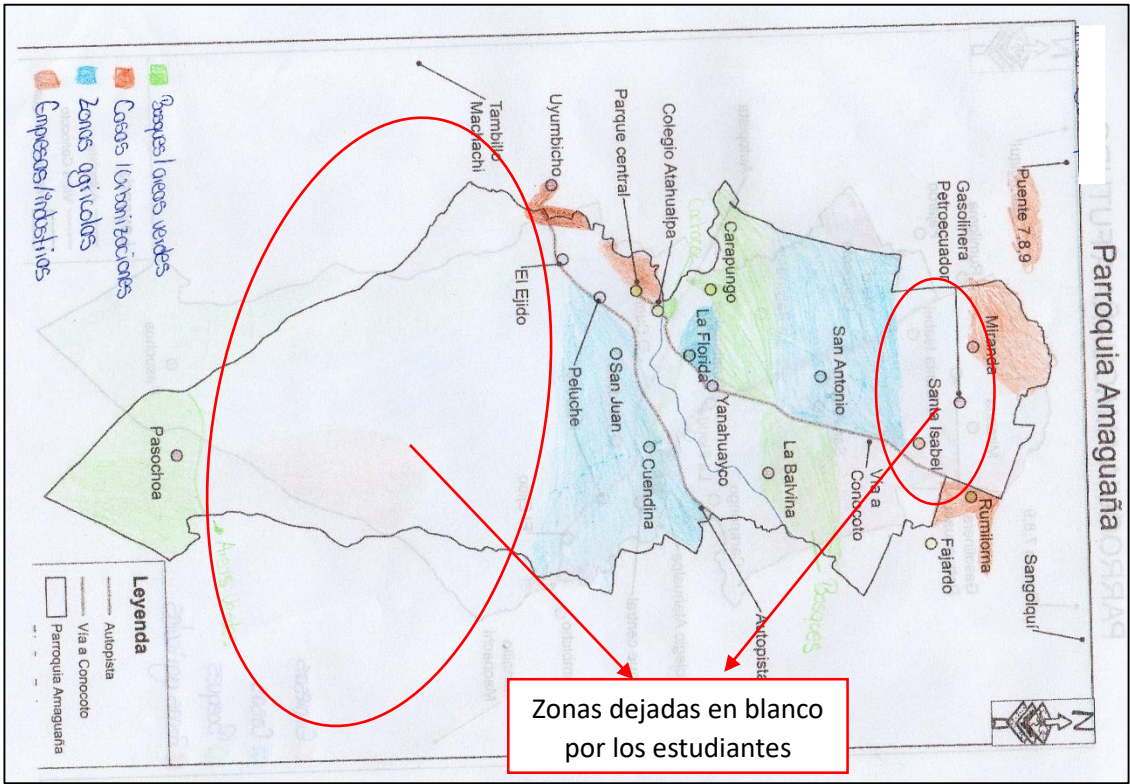 Parroquia Amaguaña
N
Puente 7,8,9
Sangolquí
Gasolinera
Petroecuador
Miranda
Santa Isabel
Rumiloma
Fajardo
Vía a
Conocoto
San Antonio
Carapungo
La Balvina
Bosques
Autopista
Colegio Atahualpa
La Florida
Yanahuayco
Parque central
Cuendina
San Juan
Peluche
Uyumbicho
El Ejido
Tambillo
Machachi
Pasochoa
Bosques/areas verdes
Casas/urbanizaciones
Zonas agrícolas
Empresas/industrias
Leyenda
Autopista
Vía a Conocoto
Parroquia Amaguaña
Zonas dejadas en blanco
por los estudiantes